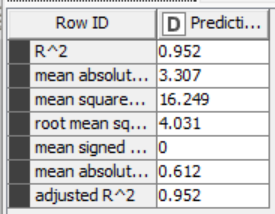 Row ID D Predicti...
R^2 0.952
mean absolut... 3.307
mean square... 16.249
root mean sq... 4.031
mean signed ... 0
mean absolut... 0.612
adjusted R^2 0.952